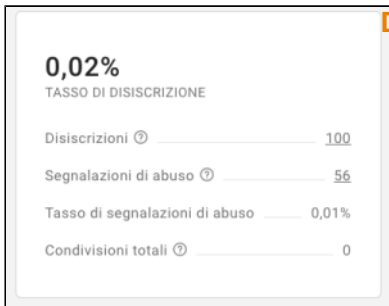 0,02%
TASSO DI DISISCRIZIONE
Disiscrizioni ? 100
Segnalazioni di abuso ? 56
Tasso di segnalazioni di abuso 0,01%
Condivisioni totali ? 0